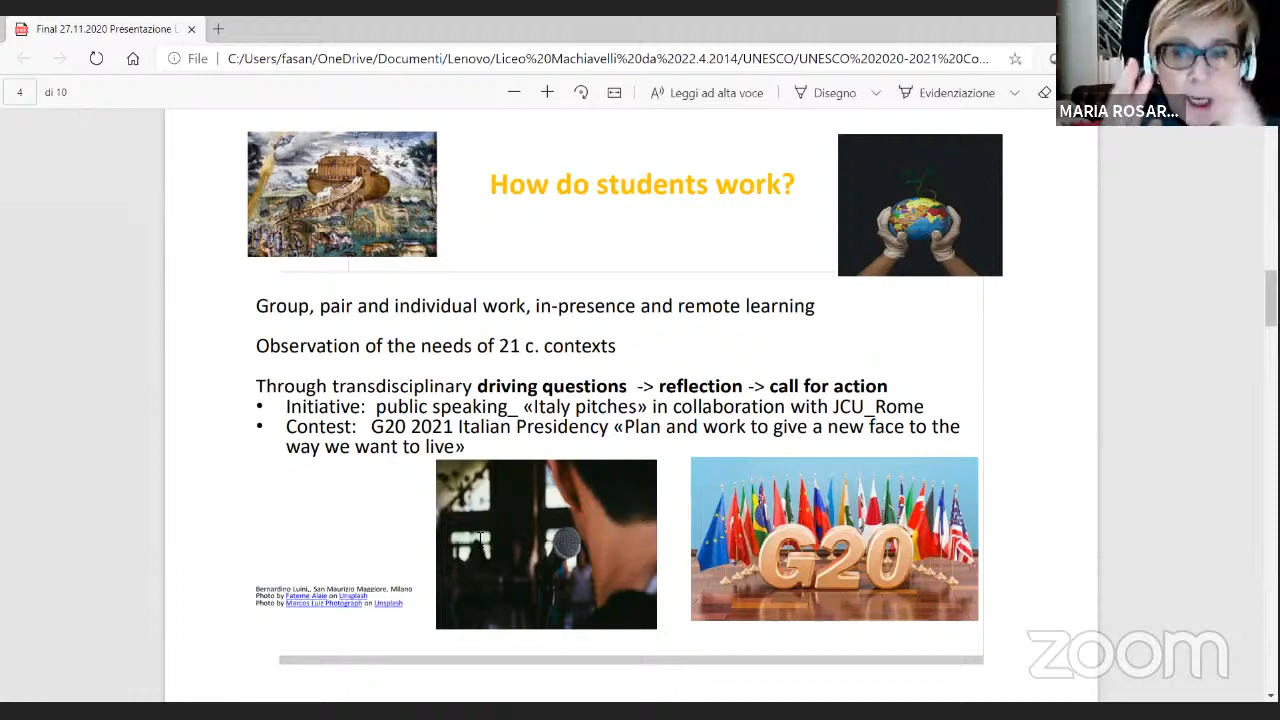 Final 27.11.2020 Presentazione L
File
C:/Users/fasan/OneDrive/Documenti/Lenovo/Liceo%20Machiavelli%20da%2022.4.2014/UNESCO/UNESCO%202020-2021%20Co...
4 di 10
Leggi ad alta voce
Disegno
Evidenziazione
MARIA ROSAR...
How do students work?
Group, pair and individual work, in-presence and remote learning
Observation of the needs of 21 c. contexts
Through transdisciplinary driving questions -> reflection -> call for action
• Initiative: public speaking_ «Italy pitches» in collaboration with JCU_Rome
• Contest: G20 2021 Italian Presidency «Plan and work to give a new face to the
way we want to live»
G20
Bernardino Luini,, San Maurizio Maggiore, Milano
Photo by Fateme Alaie on Unsplash
Photo by Marcos Luiz Photograph on Unsplash
zoom